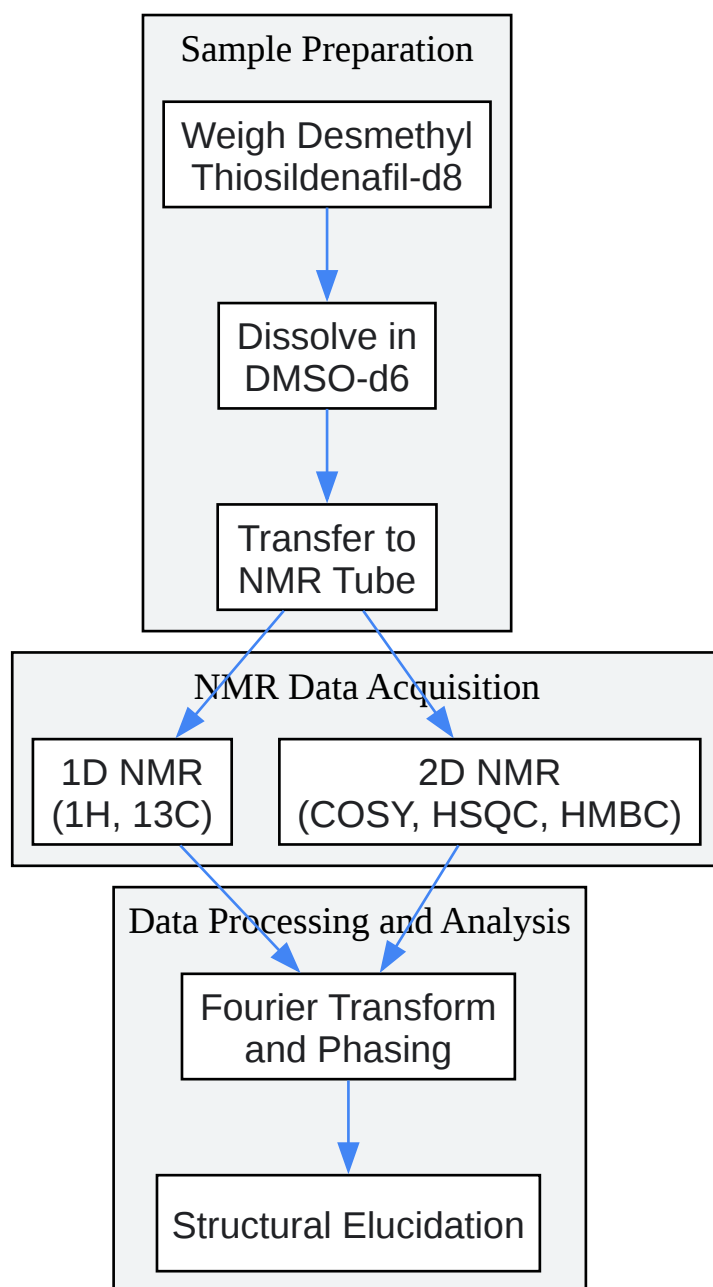 Sample Preparation
Weigh Desmethyl
Thiosildenafil-d8
Dissolve in
DMSO-d6
Transfer to
NMR Tube
NMR Data Acquisition
1D NMR
(1H, 13C)
2D NMR
(COSY, HSQC, HMBC)
Data Processing and Analysis
Fourier Transform
and Phasing
Structural Elucidation